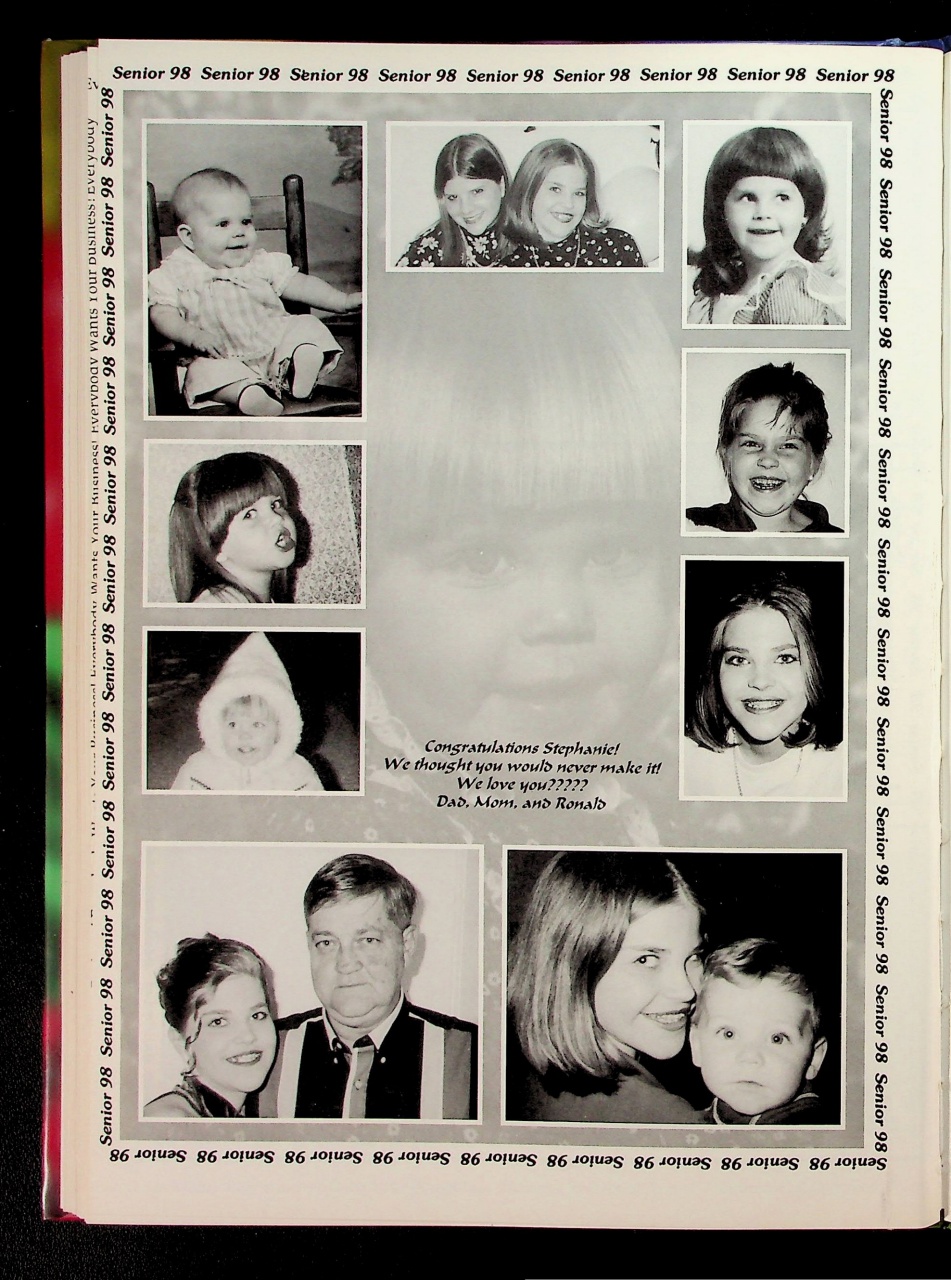 Senior 98 Senior 98 Senior 98 Senior 98 Senior 98 Senior 98 Senior 98 Senior 98 Senior 98
Senior 98 Senior 98 Senior 98 Senior 98 Senior 98 Senior 98 Senior 98 Senior 98 Senior 98 Senior 98 Senior 98 Senior 98
Everybody Wants Your Business! Everybody Wants Your Business! Everybody
Congratulations Stephanie!
We thought you would never make it!
We love you?????
Dad, Mom, and Ronald
Senior 98 Senior 98 Senior 98 Senior 98 Senior 98 Senior 98 Senior 98 Senior 98 Senior 98 Senior 98 Senior 98 Senior 98
Senior 98 Senior 98 Senior 98 Senior 98 Senior 98 Senior 98 Senior 98 Senior 98 Senior 98